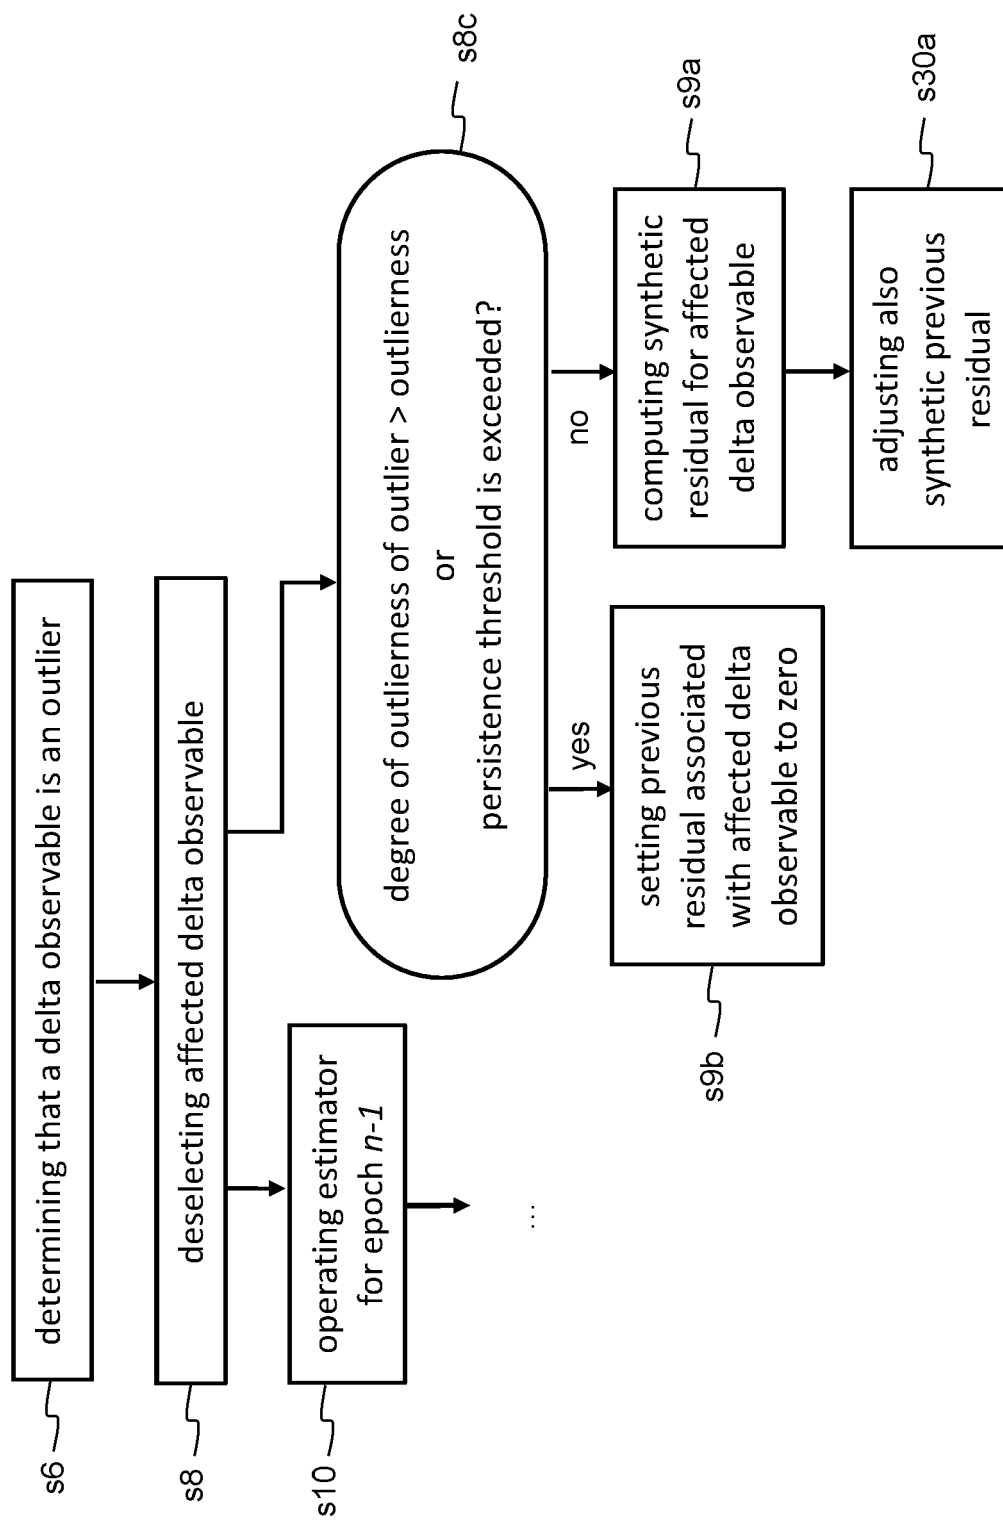 s6
determining that a delta observable is an outlier
s8
deselecting affected delta observable
s10
operating estimator
for epoch n-1
...
degree of outlierness of outlier > outlierness
or
persistence threshold is exceeded?
s8c
yes
no
s9b
setting previous
residual associated
with affected delta
observable to zero
computing synthetic
residual for affected
delta observable
s9a
adjusting also
synthetic previous
residual
s30a